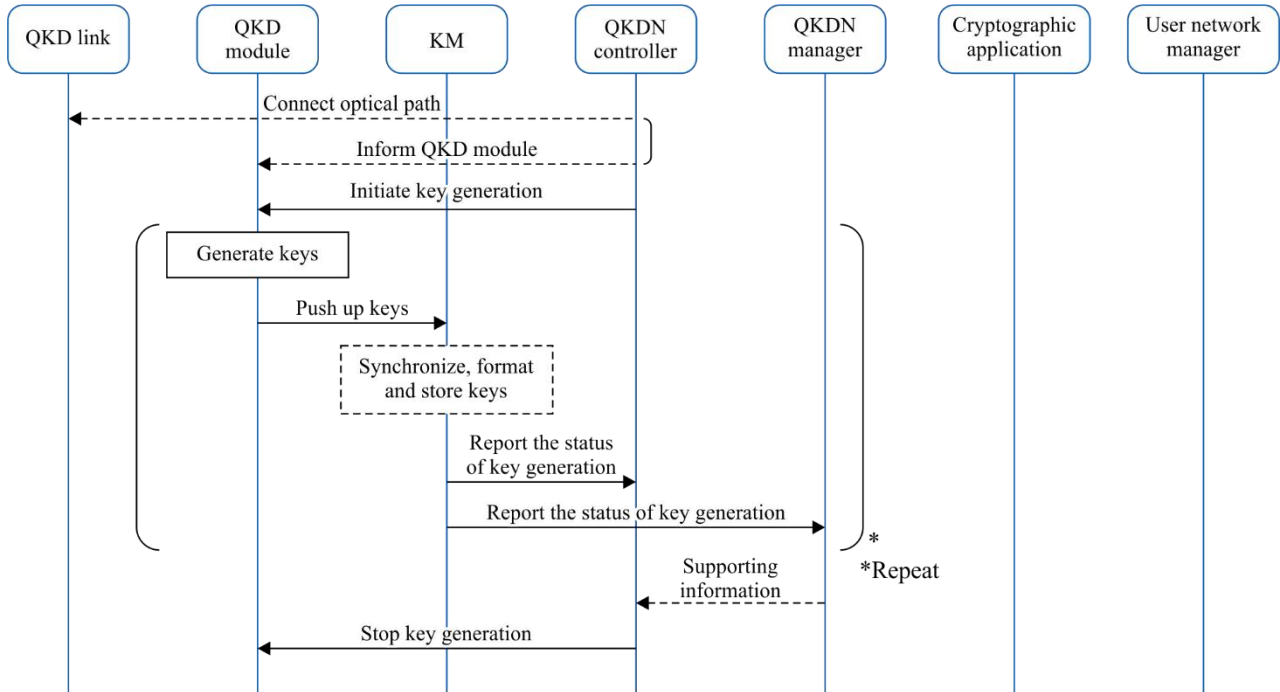 QKD link
QKD
module
KM
QKDN
controller
QKDN
manager
Cryptographic
application
User network
manager
Connect optical path
Inform QKD module
Initiate key generation
Generate keys
Push up keys
Synchronize, format
and store keys
Report the status
of key generation
Report the status of key generation
*
*Repeat
Supporting
information
Stop key generation